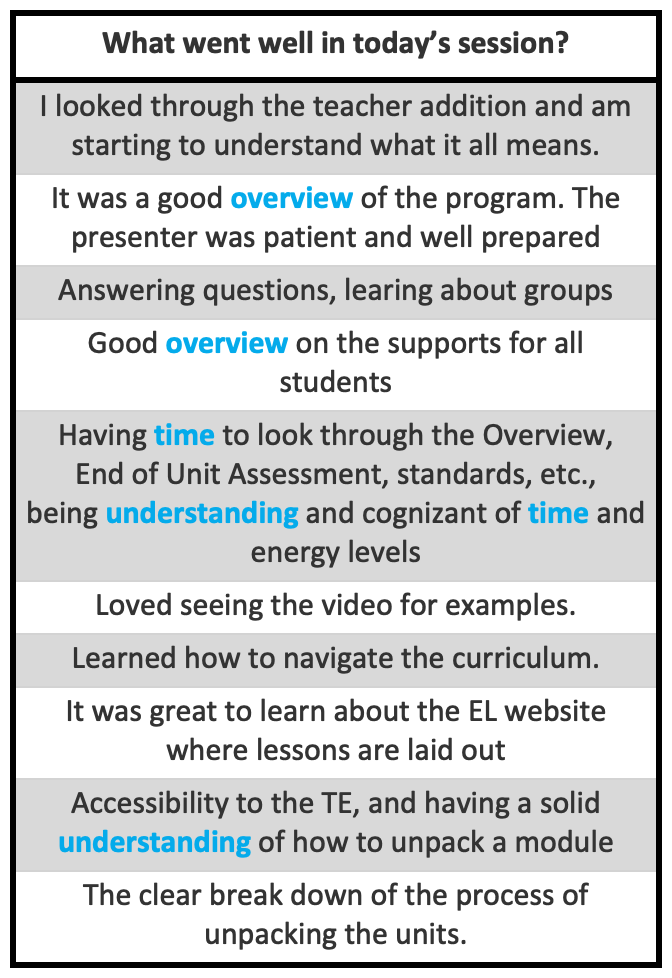 What went well in today's session?
I looked through the teacher addition and am
starting to understand what it all means.
It was a good overview of the program. The
presenter was patient and well prepared
Answering questions, learing about groups
Good overview on the supports for all
students
Having time to look through the Overview,
End of Unit Assessment, standards, etc.,
being understanding and cognizant of time and
energy levels
Loved seeing the video for examples.
Learned how to navigate the curriculum.
It was great to learn about the EL website
where lessons are laid out
Accessibility to the TE, and having a solid
understanding of how to unpack a module
The clear break down of the process of
unpacking the units.